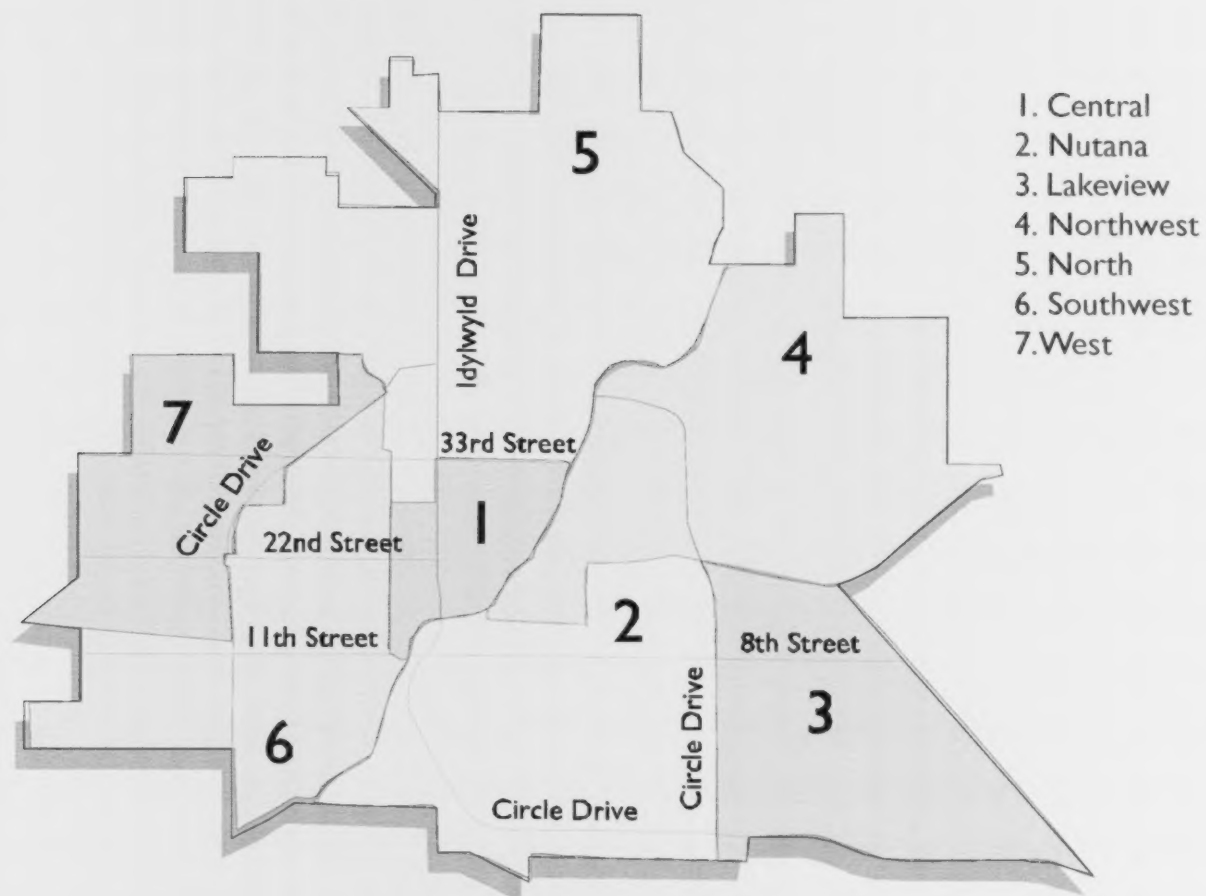 1. Central
2. Nutana
3. Lakeview
4. Northwest
5. North
6. Southwest
7. West
5
Idylwyld Drive
4
7
33rd Street
Circle Drive
1
22nd Street
2
11th Street
8th Street
Circle Drive
3
6
Circle Drive